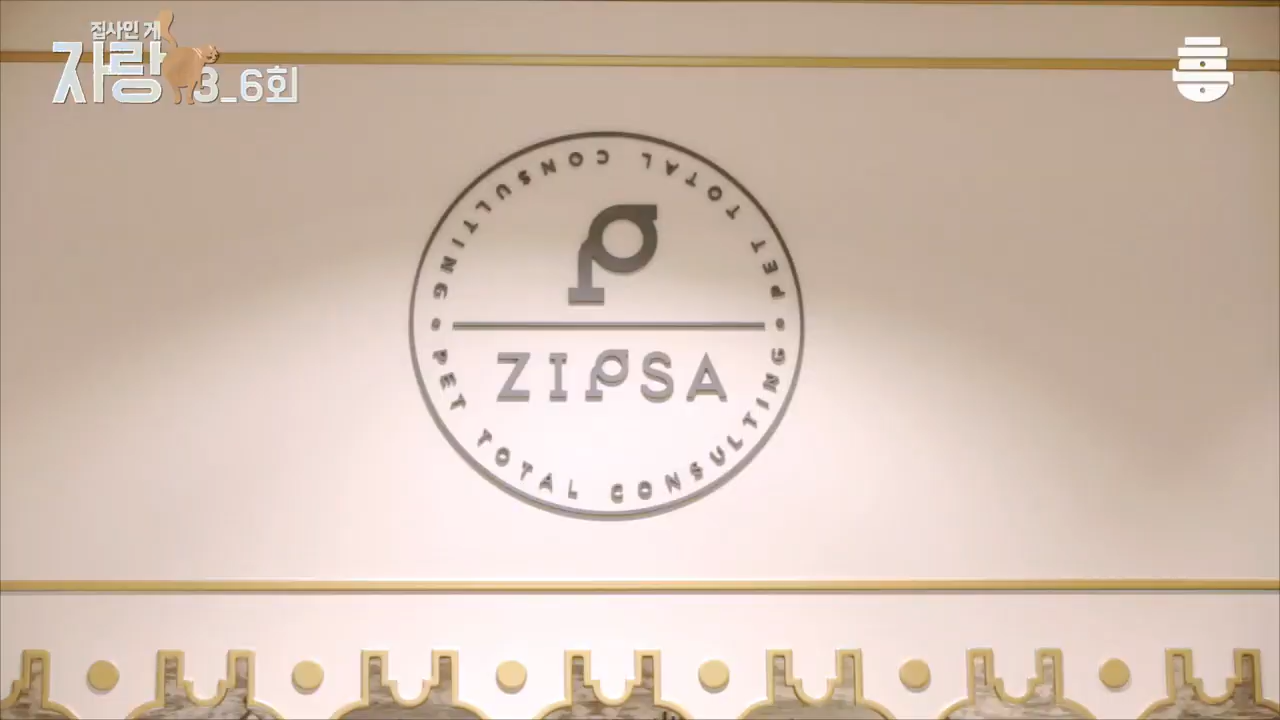 집사인 게
자랑
3_6회
PET TOTAL CONSULTING
ZIPSA
PET TOTAL CONSULTING